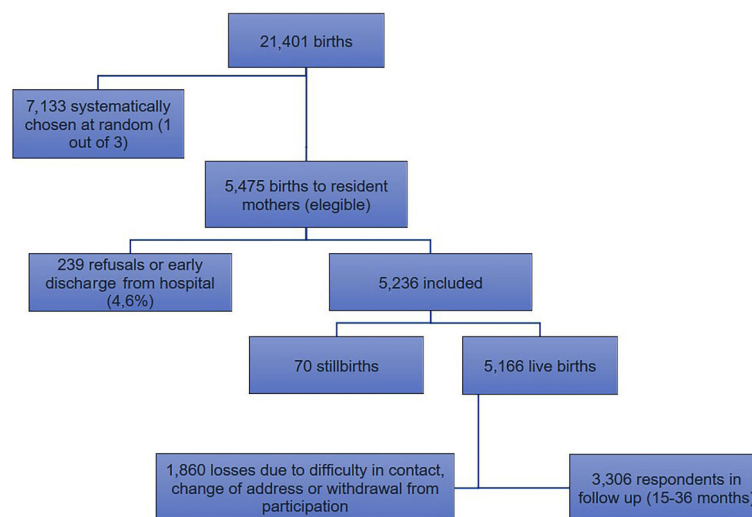 21,401 births
7,133 systematically
chosen at random (1
out of 3)
5,475 births to resident
mothers (elegible)
239 refusals or early
discharge from hospital
(4,6%)
5,236 included
70 stillbirths
5,166 live births
1,860 losses due to difficulty in contact,
change of address or withdrawal from
participation
3,306 respondents in
follow up (15-36 months)